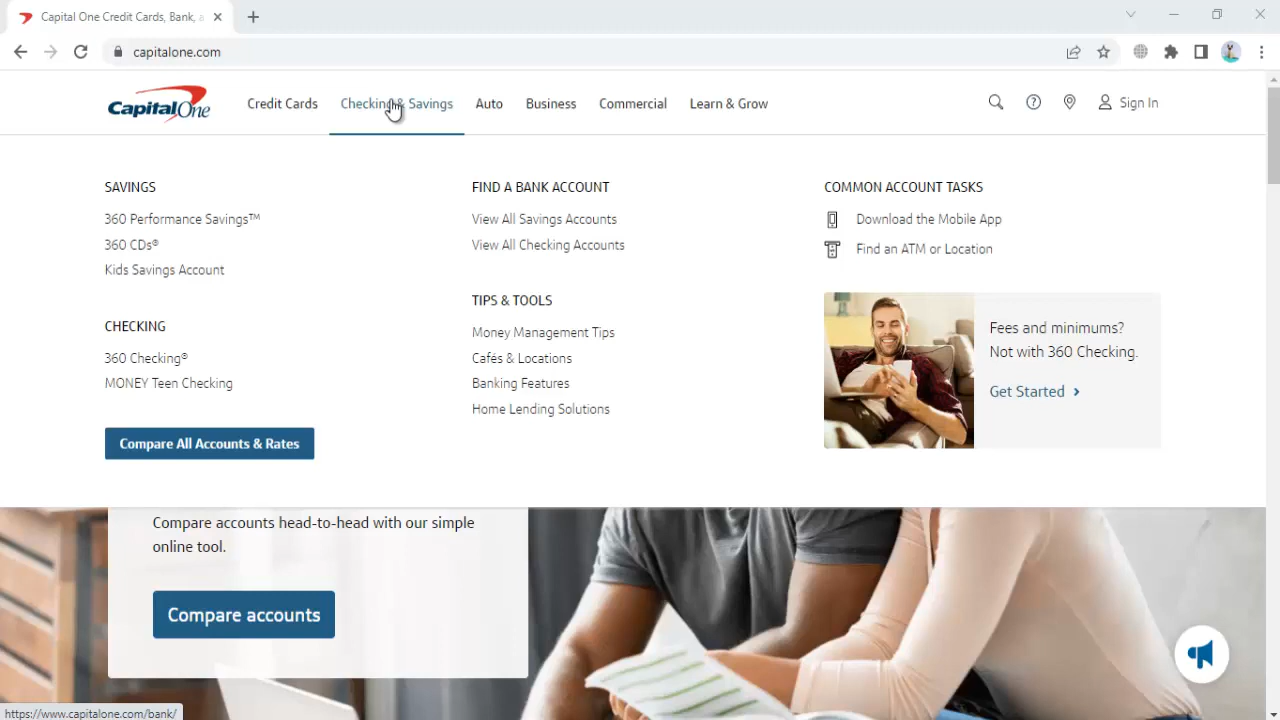 Capital One Credit Cards, Bank, a
capitalone.com
Capital One
Credit Cards
Checking & Savings
Auto
Business
Commercial
Learn & Grow
Sign In
SAVINGS
360 Performance Savings™
360 CDs®
Kids Savings Account
CHECKING
360 Checking®
MONEY Teen Checking
Compare All Accounts & Rates
FIND A BANK ACCOUNT
View All Savings Accounts
View All Checking Accounts
TIPS & TOOLS
Money Management Tips
Cafés & Locations
Banking Features
Home Lending Solutions
COMMON ACCOUNT TASKS
Download the Mobile App
Find an ATM or Location
Fees and minimums?
Not with 360 Checking.
Get Started
Compare accounts head-to-head with our simple
online tool.
Compare accounts
https://www.capitalone.com/bank/